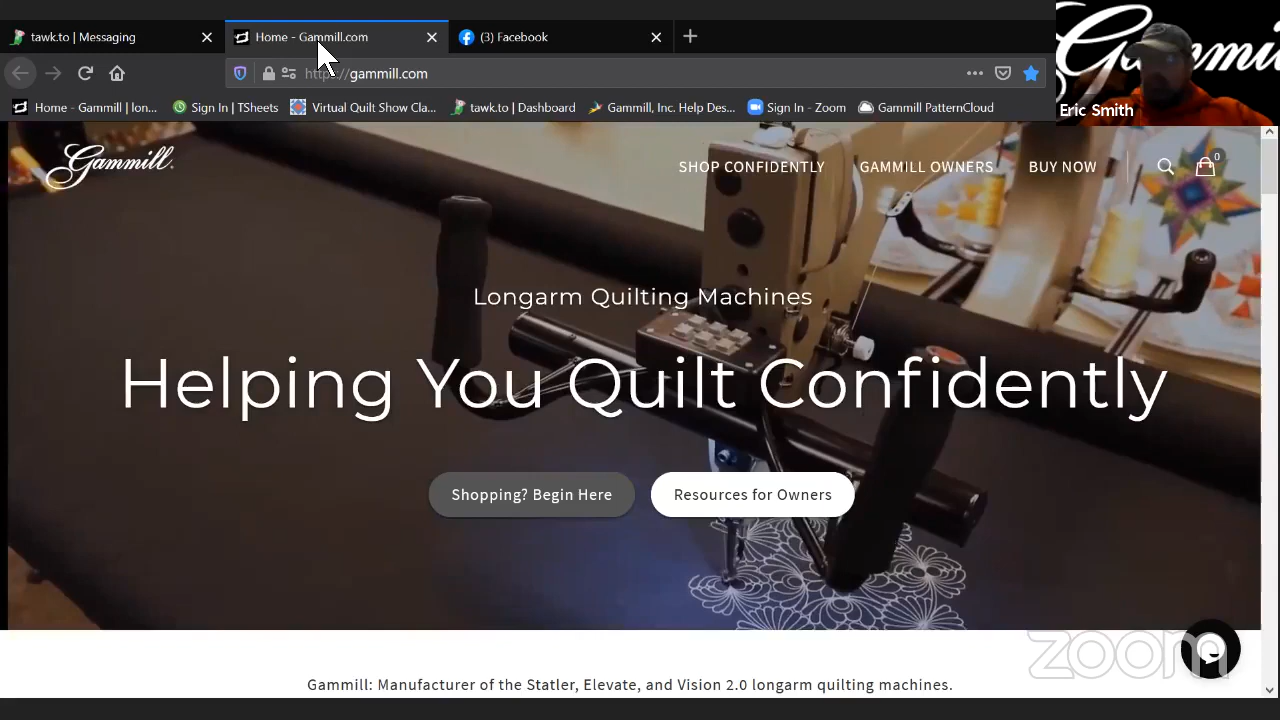 tawk.to | Messaging
Home - Gammill.com
(3) Facebook
https://gammill.com
Home - Gammill | lon...
Sign In | TSheets
Virtual Quilt Show Cla...
tawk.to | Dashboard
Gammill, Inc. Help Des...
Sign In - Zoom
Gammill PatternCloud
Eric Smith
Gammill
SHOP CONFIDENTLY
GAMMILL OWNERS
BUY NOW
0
Longarm Quilting Machines
Helping You Quilt Confidently
Shopping? Begin Here
Resources for Owners
zoom
Gammill: Manufacturer of the Statler, Elevate, and Vision 2.0 longarm quilting machines.